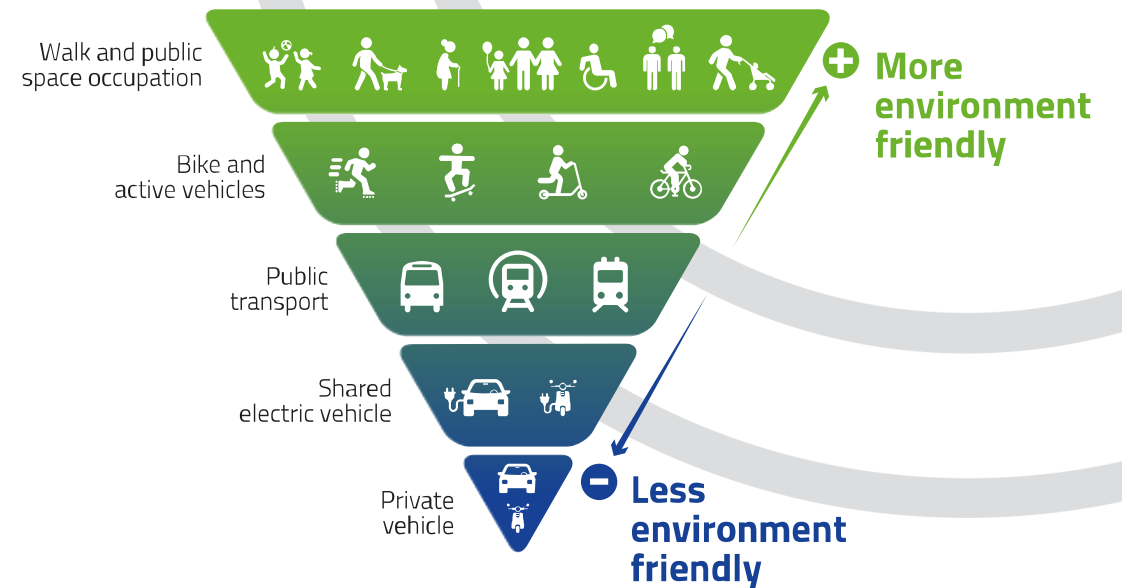 Walk and public
space occupation
More
environment
friendly
Bike and
active vehicles
Public
transport
Shared
electric vehicle
Private
vehicle
Less
environment
friendly